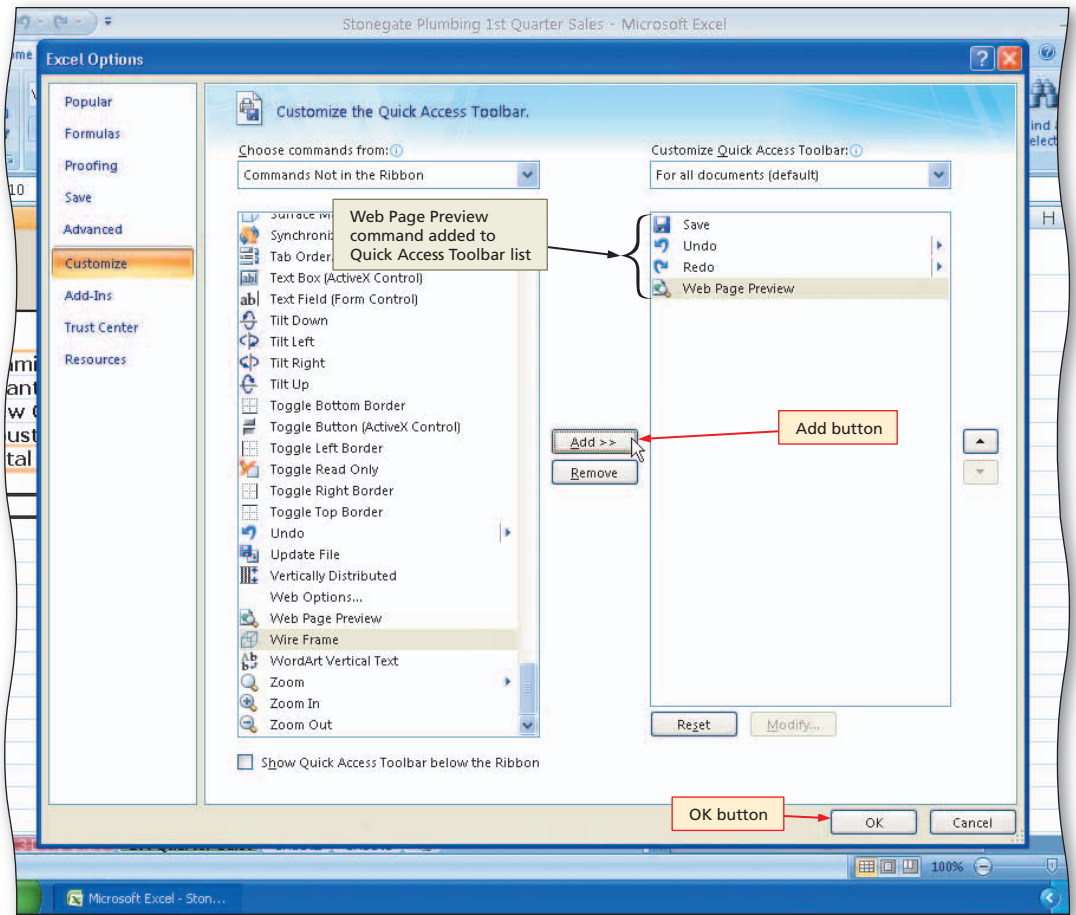 Stonegate Plumbing 1st Quarter Sales - Microsoft Excel
Excel Options
Popular
Formulas
Proofing
Save
Advanced
Customize
Add-Ins
Trust Center
Resources
Customize the Quick Access Toolbar.
Choose commands from:
Commands Not in the Ribbon
Customize Quick Access Toolbar:
For all documents (default)
Web Page Preview
command added to
Quick Access Toolbar list
Tab Order
Text Box (ActiveX Control)
Text Field (Form Control)
Tilt Down
Tilt Left
Tilt Right
Tilt Up
Toggle Bottom Border
Toggle Button (ActiveX Control)
Toggle Left Border
Toggle Read Only
Toggle Right Border
Toggle Top Border
Undo
Update File
Vertically Distributed
Web Options...
Web Page Preview
Wire Frame
WordArt Vertical Text
Zoom
Zoom In
Zoom Out
Show Quick Access Toolbar below the Ribbon
Add >>
Remove
Add button
Save
Undo
Redo
Web Page Preview
Reset
Modify...
OK button
OK
Cancel
H
10
tal
100%
Microsoft Excel - Ston...